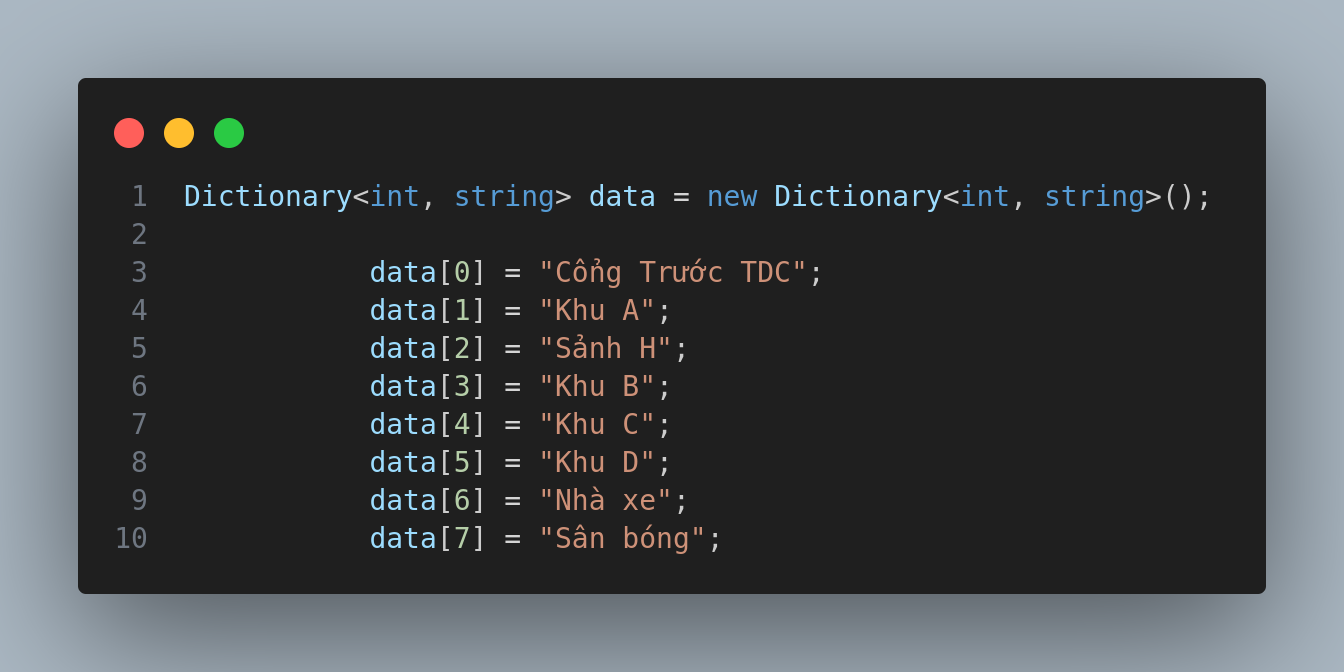 1 Dictionary<int, string> data = new Dictionary<int, string>();
2
3 data[0] = "Cổng Trước TDC";
4 data[1] = "Khu A";
5 data[2] = "Sảnh H";
6 data[3] = "Khu B";
7 data[4] = "Khu C";
8 data[5] = "Khu D";
9 data[6] = "Nhà xe";
10 data[7] = "Sân bóng";